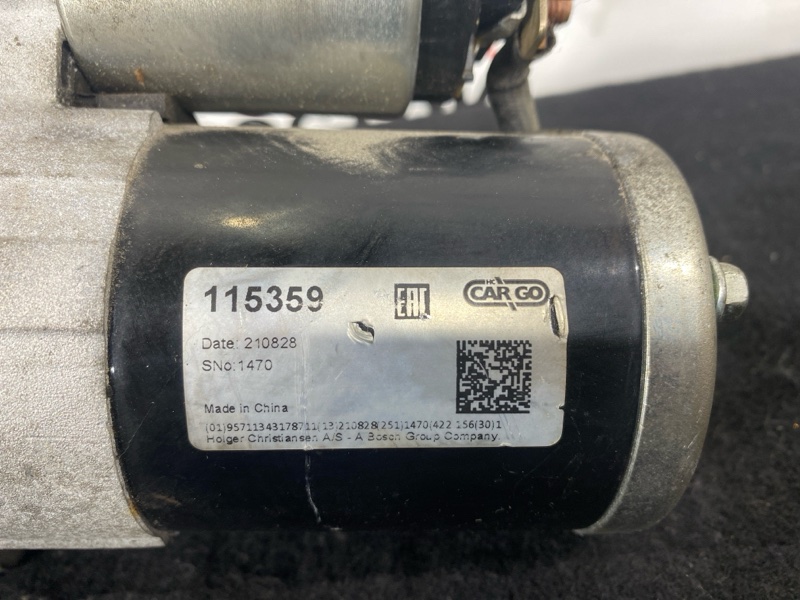 115359
EAC
HC
CARGO
Date: 210828
SNo:1470
Made in China
(01)95711343178711(13)210828(251)1470(422 156(30)1
Holger Christiansen A/S - A Bosch Group Company.